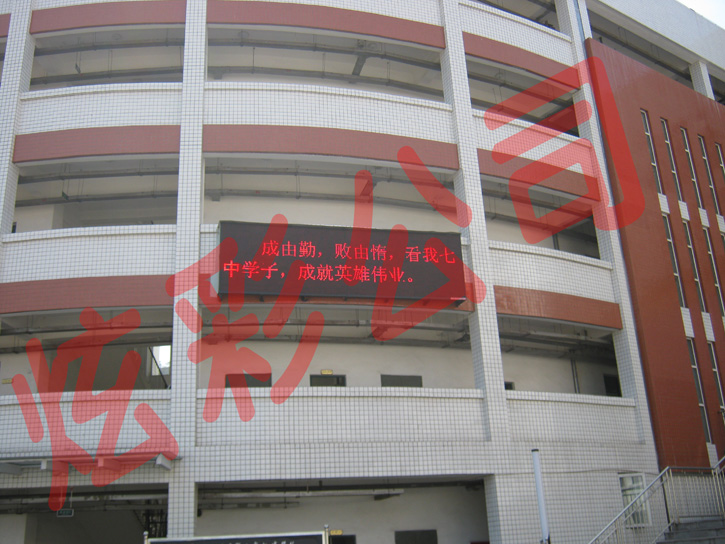 成由勤，败由惰，看我七
中学子，成就英雄伟业。
炫彩公司